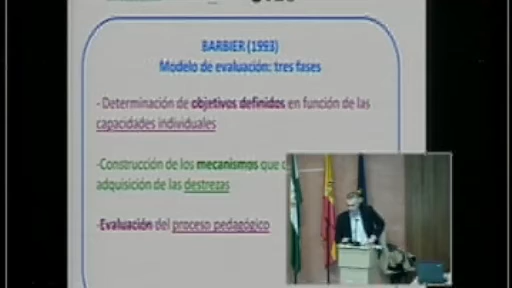 BARBIER (1993)
Modelo de evaluación: tres fases
- Determinación de objetivos definidos en función de las
capacidades individuales
-Construcción de los mecanismos que
adquisición de las destrezas
-Evaluación del proceso pedagógico